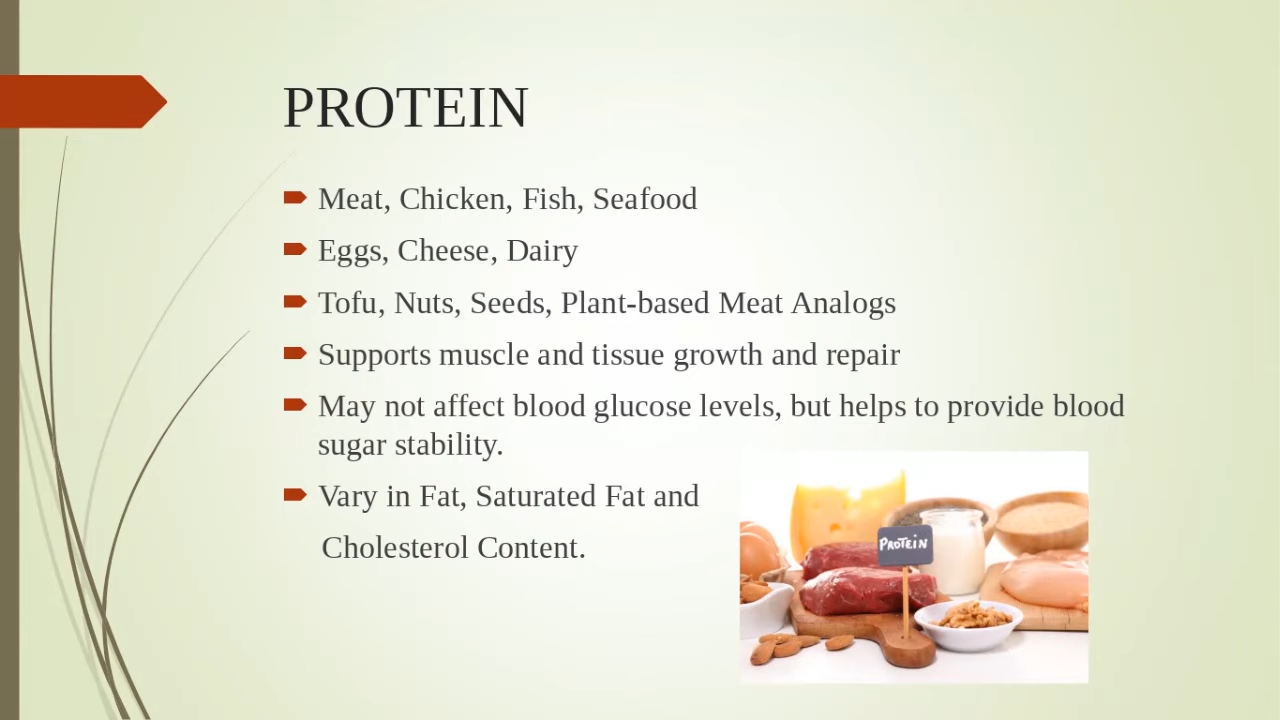 PROTEIN
Meat, Chicken, Fish, Seafood
Eggs, Cheese, Dairy
Tofu, Nuts, Seeds, Plant-based Meat Analogs
Supports muscle and tissue growth and repair
May not affect blood glucose levels, but helps to provide blood
sugar stability.
Vary in Fat, Saturated Fat and
Cholesterol Content.
PROTEIN